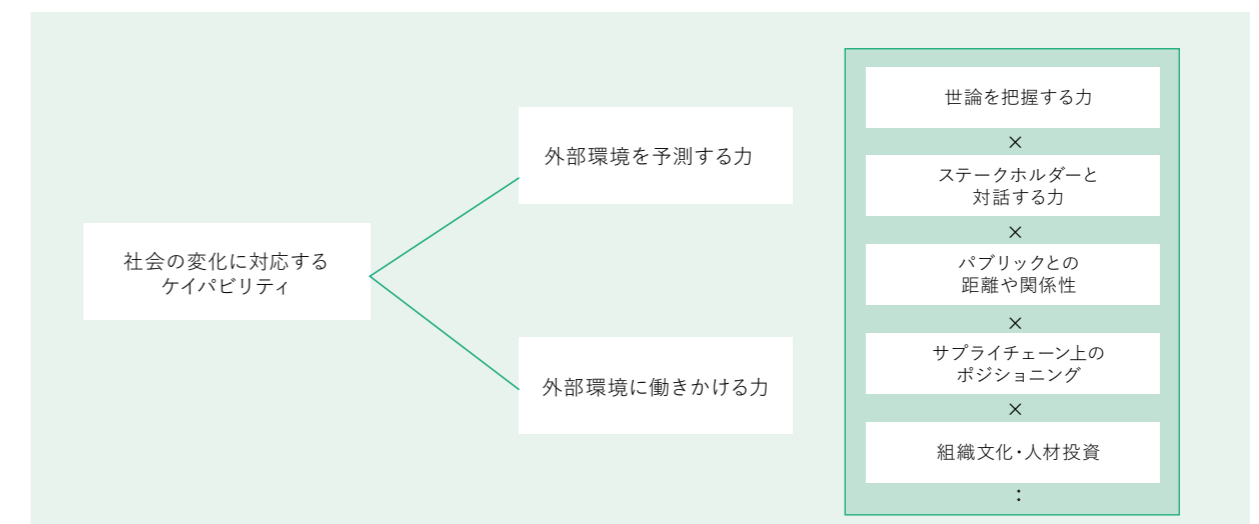 社会の変化に対応する
ケイパビリティ
外部環境を予測する力
外部環境に働きかける力
世論を把握する力
×
ステークホルダーと
対話する力
×
パブリックとの
距離や関係性
×
サプライチェーン上の
ポジショニング
×
組織文化・人材投資
：